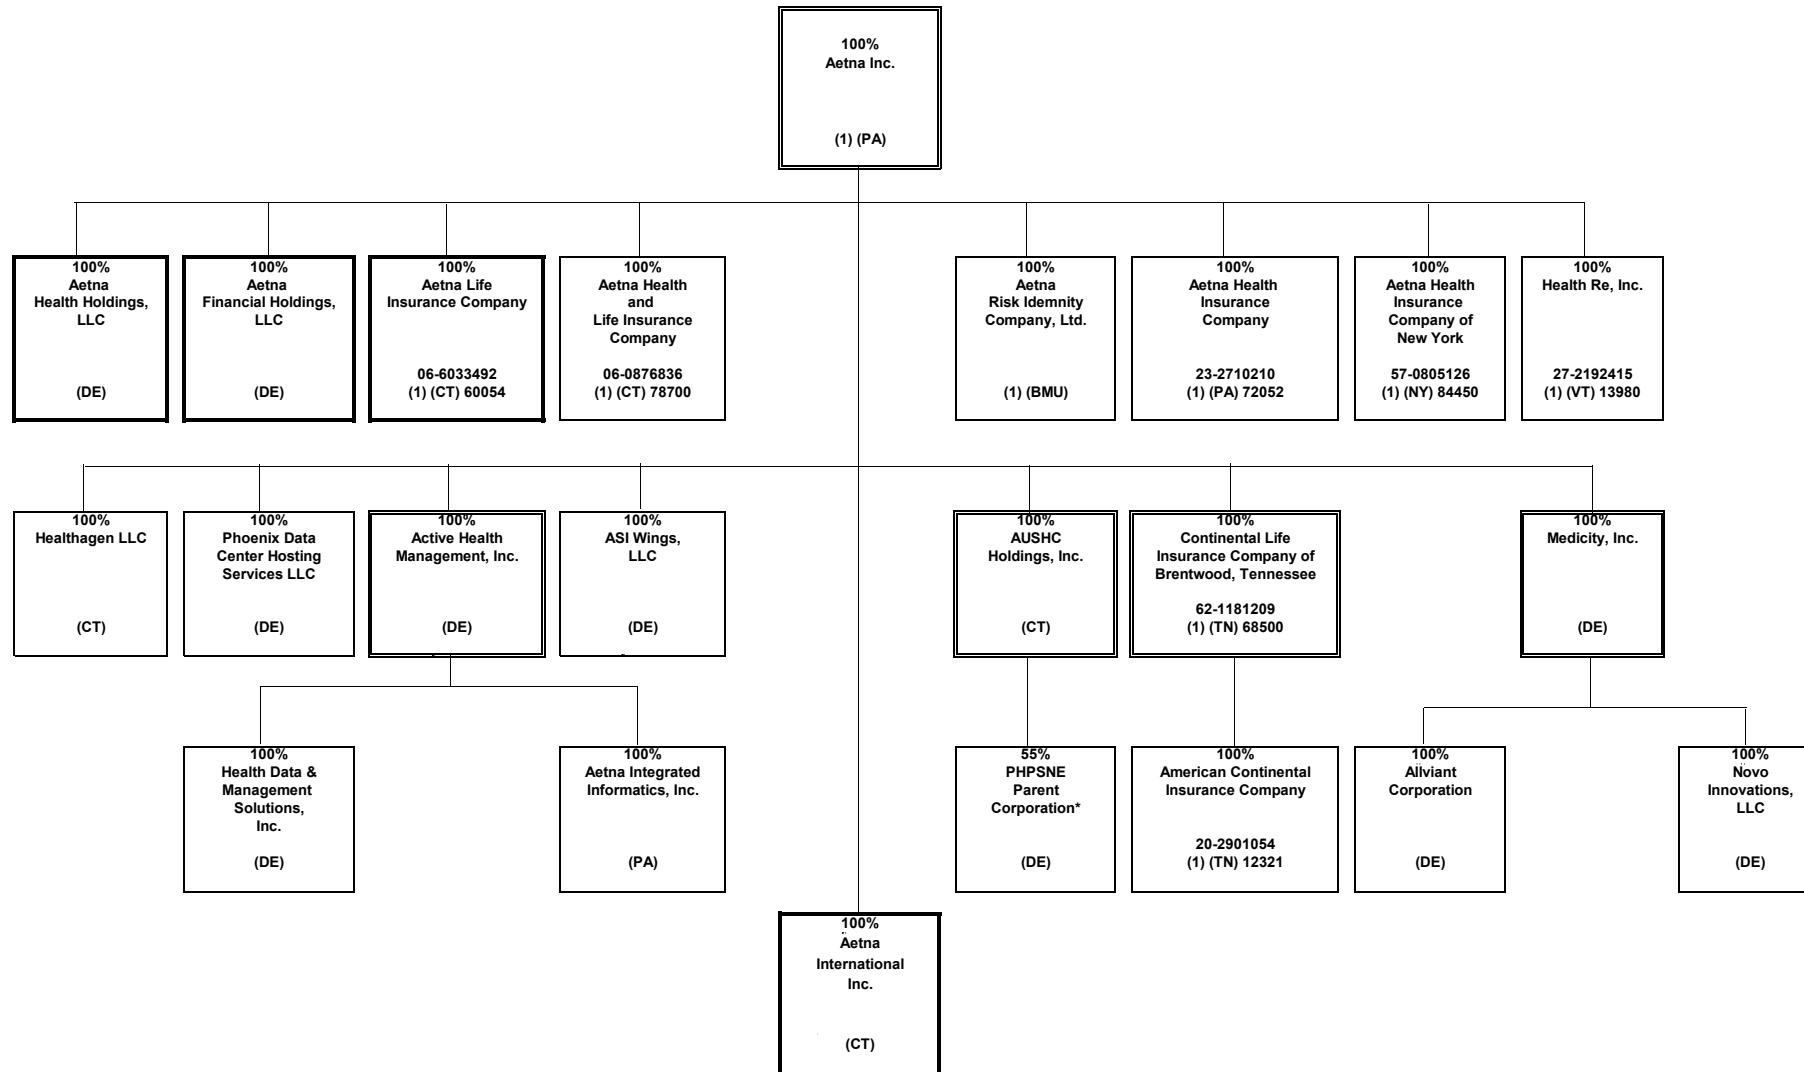 100%
Aetna Inc.
(1) (PA)
100%
Aetna
Health Holdings,
LLC
(DE)
100%
Aetna
Financial Holdings,
LLC
(DE)
100%
Aetna Life
Insurance Company
06-6033492
(1) (CT) 60054
100%
Aetna Health
and
Life Insurance
Company
06-0876836
(1) (CT) 78700
100%
Aetna
Risk Idemnity
Company, Ltd.
(1) (BMU)
100%
Aetna Health
Insurance
Company
23-2710210
(1) (PA) 72052
100%
Aetna Health
Insurance
Company of
New York
57-0805126
(1) (NY) 84450
100%
Health Re, Inc.
27-2192415
(1) (VT) 13980
100%
Healthagen LLC
(CT)
100%
Phoenix Data
Center Hosting
Services LLC
(DE)
100%
Active Health
Management, Inc.
(DE)
100%
ASI Wings,
LLC
(DE)
100%
AUSHC
Holdings, Inc.
(CT)
100%
Continental Life
Insurance Company of
Brentwood, Tennessee
62-1181209
(1) (TN) 68500
100%
Medicity, Inc.
(DE)
100%
Health Data &
Management
Solutions,
Inc.
(DE)
100%
Aetna Integrated
Informatics, Inc.
(PA)
55%
PHPSNE
Parent
Corporation*
(DE)
100%
American Continental
Insurance Company
20-2901054
(1) (TN) 12321
100%
Allviant
Corporation
(DE)
100%
Novo
Innovations,
LLC
(DE)
100%
Aetna
International
Inc.
(CT)